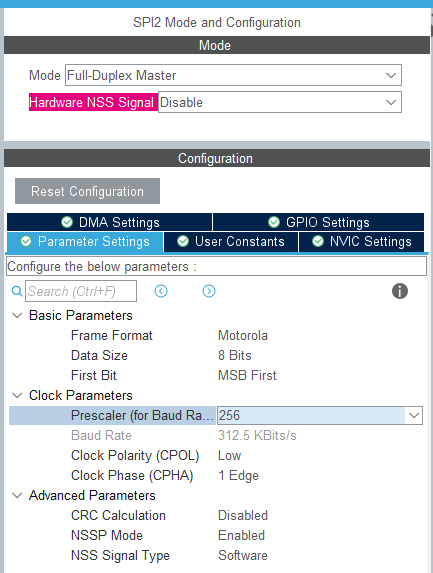 SPI2 Mode and Configuration
Mode
Mode Full-Duplex Master
Hardware NSS Signal Disable
Configuration
Reset Configuration
DMA Settings GPIO Settings
Parameter Settings User Constants NVIC Settings
Configure the below parameters :
Search (Ctrl+F)
Basic Parameters
Frame Format Motorola
Data Size 8 Bits
First Bit MSB First
Clock Parameters
Prescaler (for Baud Ra... 256
Baud Rate 312.5 KBits/s
Clock Polarity (CPOL) Low
Clock Phase (CPHA) 1 Edge
Advanced Parameters
CRC Calculation Disabled
NSSP Mode Enabled
NSS Signal Type Software